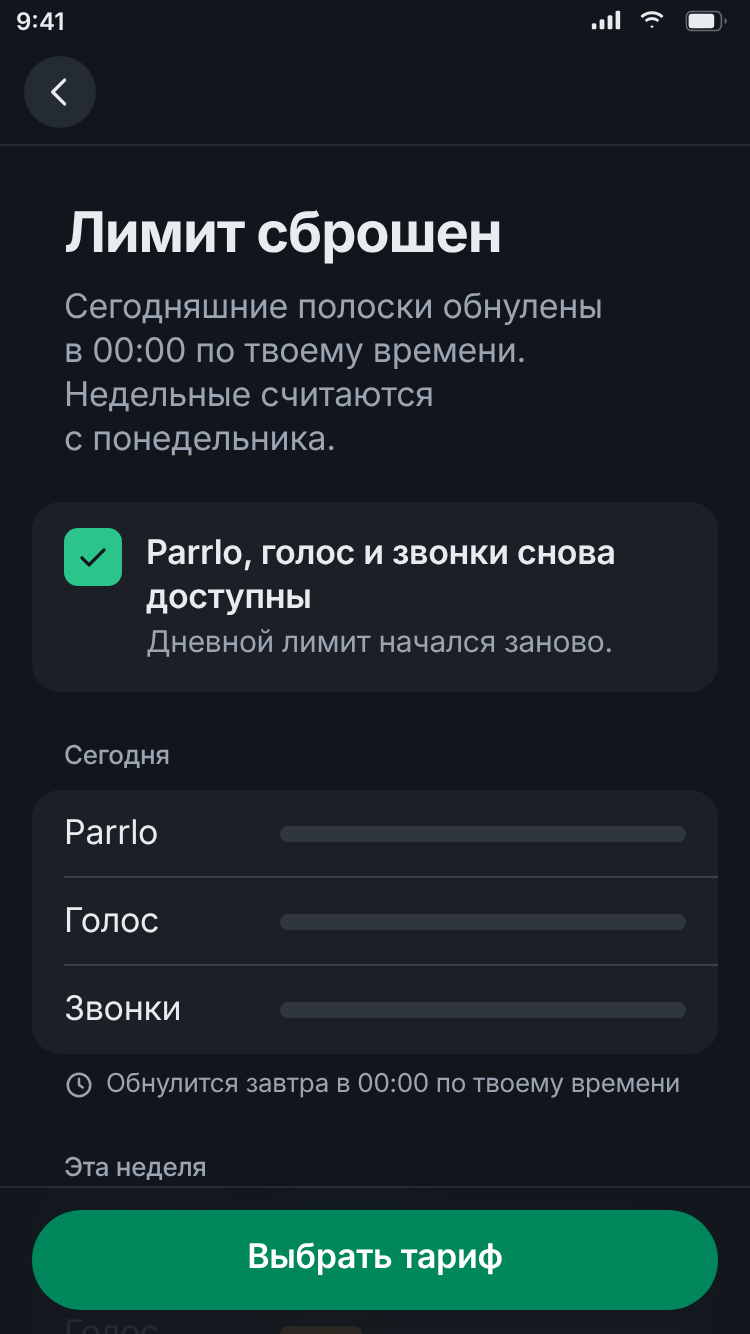 9:41
Лимит сброшен
Сегодняшние полоски обнулены
в 00:00 по твоему времени.
Недельные считаются
с понедельника.
Parrlo, голос и звонки снова
доступны
Дневной лимит начался заново.
Сегодня
Parrlo
Голос
Звонки
Обнулится завтра в 00:00 по твоему времени
Эта неделя
Выбрать тариф
Голос